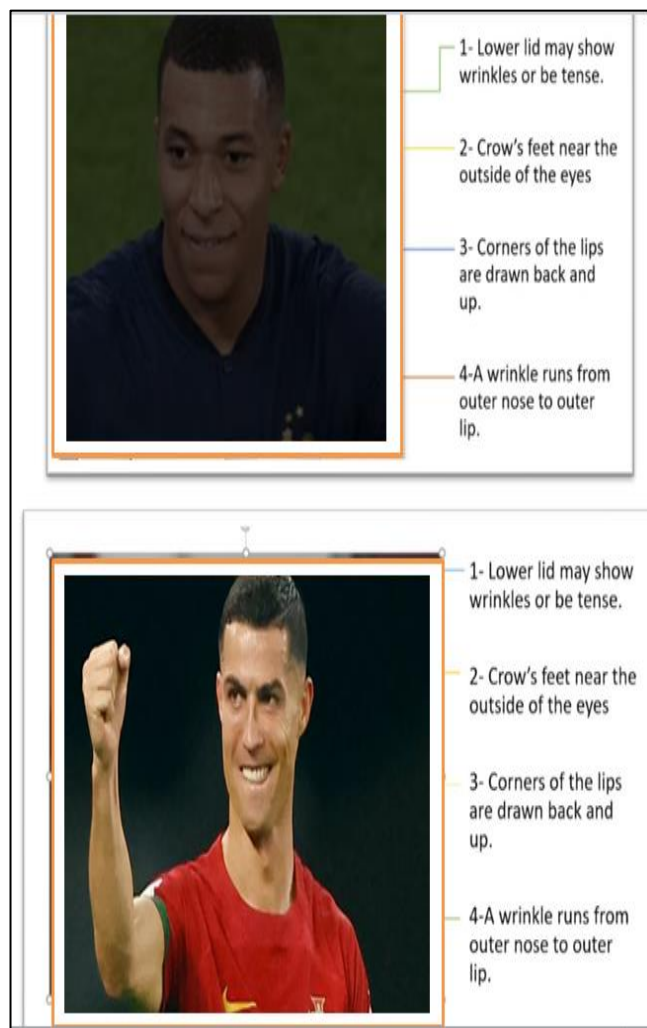 1- Lower lid may show
wrinkles or be tense.
2- Crow's feet near the
outside of the eyes
3- Corners of the lips
are drawn back and
up.
4-A wrinkle runs from
outer nose to outer
lip.
1- Lower lid may show
wrinkles or be tense.
2- Crow's feet near the
outside of the eyes
3- Corners of the lips
are drawn back and
up.
4-A wrinkle runs from
outer nose to outer
lip.